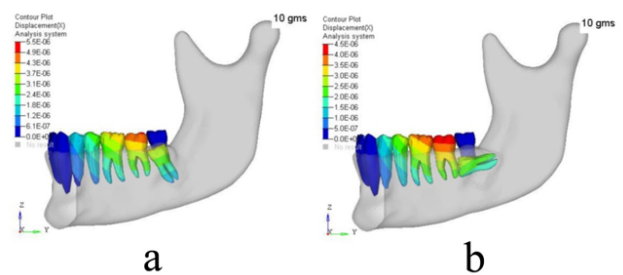 Contour Plot
Displacement(X)
Analysis system
5.5E-06
4.9E-06
4.3E-06
3.7E-06
3.1E-06
2.4E-06
1.8E-06
1.2E-06
6.1E-07
0.0E+0
No result
10 gms
Z
X
Y
a
Contour Plot
Displacement(X)
Analysis system
4.5E-06
4.0E-06
3.5E-06
3.0E-06
2.5E-06
2.0E-06
1.5E-06
1.0E-06
5.0E-07
0.0E+0
No result
10 gms
Z
X
Y
b